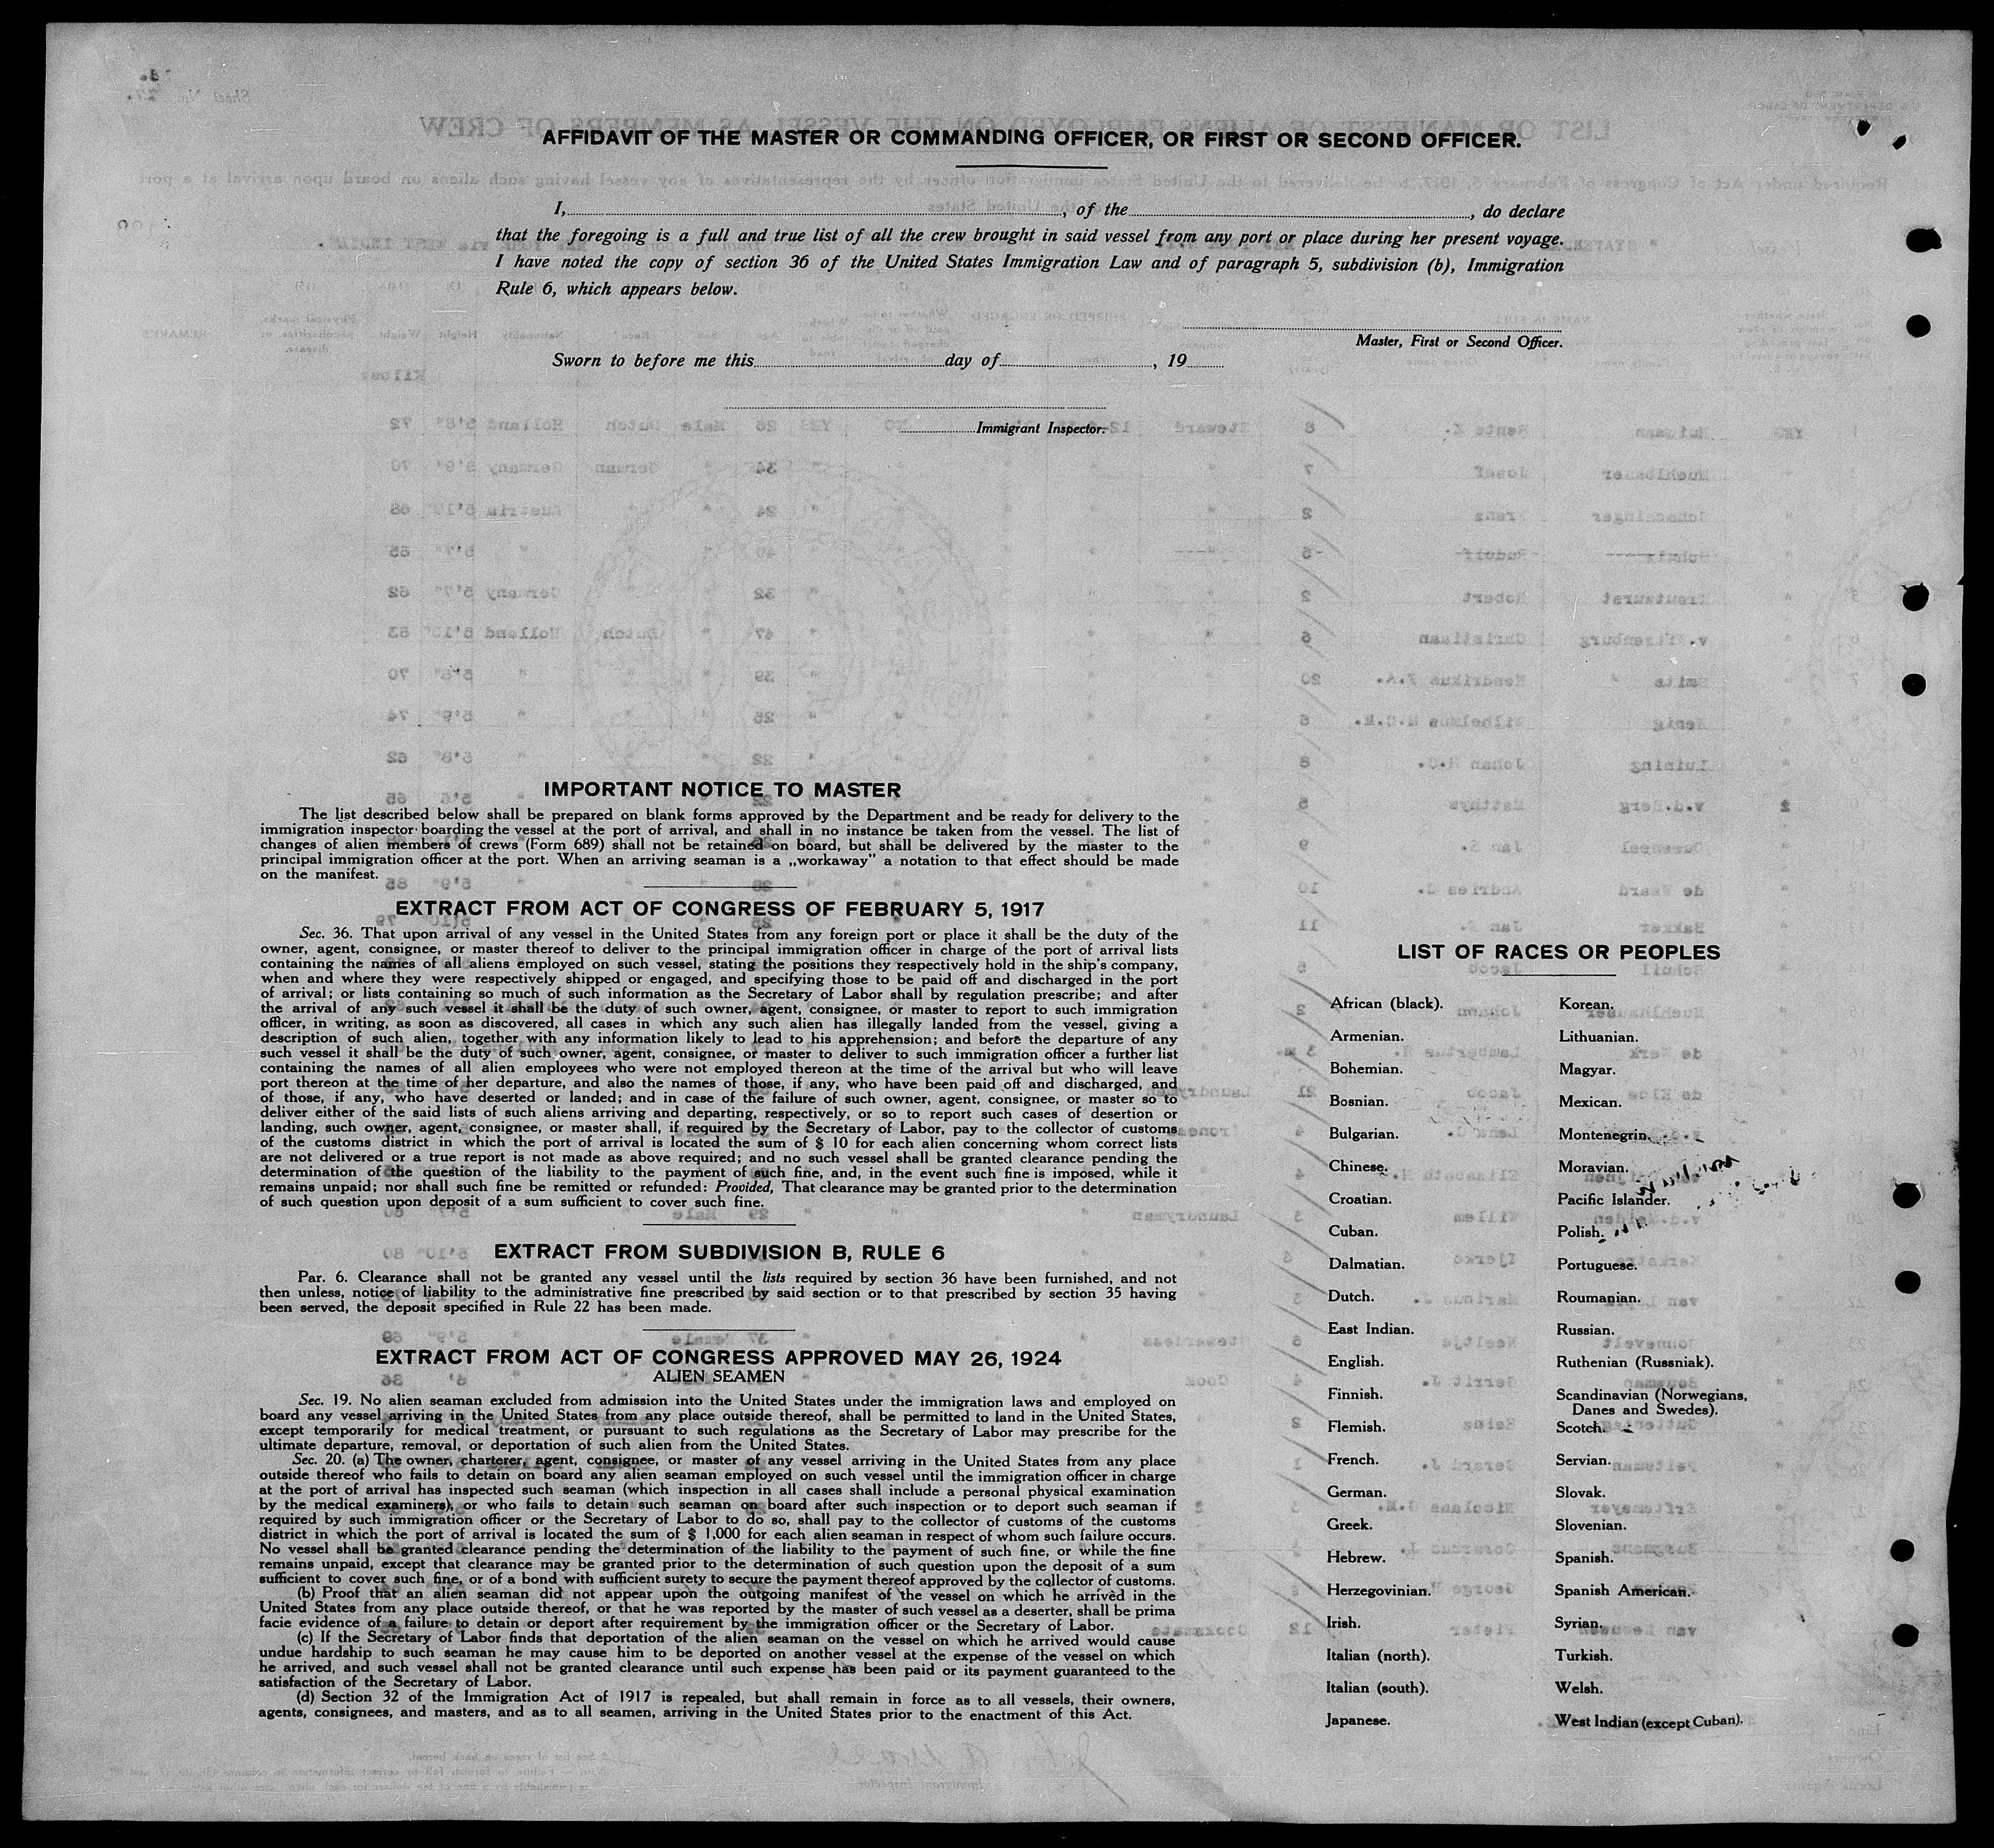 AFFIDAVIT OF THE MASTER OR COMMANDING OFFICER, OR FIRST OR SECOND OFFICER.
I, , of the , do declare
that the foregoing is a full and true list of all the crew brought in said vessel from any port or place during her present voyage.
I have noted the copy of section 36 of the United States Immigration Law and of paragraph 5, subdivision (b), Immigration
Rule 6, which appears below.
Master, First or Second Officer.
Sworn to before me this day of , 19
Immigrant Inspector.
IMPORTANT NOTICE TO MASTER
The list described below shall be prepared on blank forms approved by the Department and be ready for delivery to the
immigration inspector boarding the vessel at the port of arrival, and shall in no instance be taken from the vessel. The list of
changes of alien members of crews (Form 689) shall not be retained on board, but shall be delivered by the master to the
principal immigration officer at the port. When an arriving seaman is a „workaway” a notation to that effect should be made
on the manifest.
EXTRACT FROM ACT OF CONGRESS OF FEBRUARY 5, 1917
Sec. 36. That upon arrival of any vessel in the United States from any foreign port or place it shall be the duty of the
owner, agent, consignee, or master thereof to deliver to the principal immigration officer in charge of the port of arrival lists
containing the names of all aliens employed on such vessel, stating the positions they respectively hold in the ship's company,
when and where they were respectively shipped or engaged, and specifying those to be paid off and discharged in the port
of arrival; or lists containing so much of such information as the Secretary of Labor shall by regulation prescribe; and after
the arrival of any such vessel it shall be the duty of such owner, agent, consignee, or master to report to such immigration
officer, in writing, as soon as discovered, all cases in which any such alien has illegally landed from the vessel, giving a
description of such alien, together with any information likely to lead to his apprehension; and before the departure of any
such vessel it shall be the duty of such owner, agent, consignee, or master to deliver to such immigration officer a further list
containing the names of all alien employees who were not employed thereon at the time of the arrival but who will leave
port thereon at the time of her departure, and also the names of those, if any, who have been paid off and discharged, and
of those, if any, who have deserted or landed; and in case of the failure of such owner, agent, consignee, or master so to
deliver either of the said lists of such aliens arriving and departing, respectively, or so to report such cases of desertion or
landing, such owner, agent, consignee, or master shall, if required by the Secretary of Labor, pay to the collector of customs
of the customs district in which the port of arrival is located the sum of $ 10 for each alien concerning whom correct lists
are not delivered or a true report is not made as above required; and no such vessel shall be granted clearance pending the
determination of the question of the liability to the payment of such fine, and, in the event such fine is imposed, while it
remains unpaid; nor shall such fine be remitted or refunded: Provided, That clearance may be granted prior to the determination
of such question upon deposit of a sum sufficient to cover such fine.
EXTRACT FROM SUBDIVISION B, RULE 6
Par. 6. Clearance shall not be granted any vessel until the lists required by section 36 have been furnished, and not
then unless, notice of liability to the administrative fine prescribed by said section or to that prescribed by section 35 having
been served, the deposit specified in Rule 22 has been made.
EXTRACT FROM ACT OF CONGRESS APPROVED MAY 26, 1924
ALIEN SEAMEN
Sec. 19. No alien seaman excluded from admission into the United States under the immigration laws and employed on
board any vessel arriving in the United States from any place outside thereof, shall be permitted to land in the United States,
except temporarily for medical treatment, or pursuant to such regulations as the Secretary of Labor may prescribe for the
ultimate departure, removal, or deportation of such alien from the United States.
Sec. 20. (a) The owner, charterer, agent, consignee, or master of any vessel arriving in the United States from any place
outside thereof who fails to detain on board any alien seaman employed on such vessel until the immigration officer in charge
at the port of arrival has inspected such seaman (which inspection in all cases shall include a personal physical examination
by the medical examiners), or who fails to detain such seaman on board after such inspection or to deport such seaman if
required by such immigration officer or the Secretary of Labor to do so, shall pay to the collector of customs of the customs
district in which the port of arrival is located the sum of $ 1,000 for each alien seaman in respect of whom such failure occurs.
No vessel shall be granted clearance pending the determination of the liability to the payment of such fine, or while the fine
remains unpaid, except that clearance may be granted prior to the determination of such question upon the deposit of a sum
sufficient to cover such fine, or of a bond with sufficient surety to secure the payment thereof approved by the collector of customs.
(b) Proof that an alien seaman did not appear upon the outgoing manifest of the vessel on which he arrived in the
United States from any place outside thereof, or that he was reported by the master of such vessel as a deserter, shall be prima
facie evidence of a failure to detain or deport after requirement by the immigration officer or the Secretary of Labor.
(c) If the Secretary of Labor finds that deportation of the alien seaman on the vessel on which he arrived would cause
undue hardship to such seaman he may cause him to be deported on another vessel at the expense of the vessel on which
he arrived, and such vessel shall not be granted clearance until such expense has been paid or its payment guaranteed to the
satisfaction of the Secretary of Labor.
(d) Section 32 of the Immigration Act of 1917 is repealed, but shall remain in force as to all vessels, their owners,
agents, consignees, and masters, and as to all seamen, arriving in the United States prior to the enactment of this Act.
LIST OF RACES OR PEOPLES
African (black).
Armenian.
Bohemian.
Bosnian.
Bulgarian.
Chinese.
Croatian.
Cuban.
Dalmatian.
Dutch.
East Indian.
English.
Finnish.
Flemish.
French.
German.
Greek.
Hebrew.
Herzegovinian.
Irish.
Italian (north).
Italian (south).
Japanese.
Korean.
Lithuanian.
Magyar.
Mexican.
Montenegrin.
Moravian.
Pacific Islander.
Polish.
Portuguese.
Roumanian.
Russian.
Ruthenian (Russniak).
Scandinavian (Norwegians,
Danes and Swedes).
Scotch.
Servian.
Slovak.
Slovenian.
Spanish.
Spanish American.
Syrian.
Turkish.
Welsh.
West Indian (except Cuban).